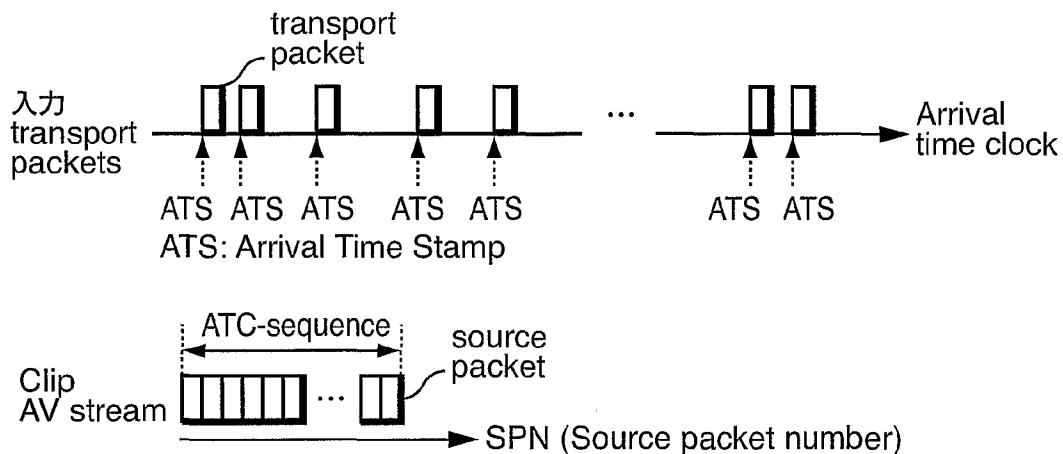 transport
packet
入力
transport
packets
...
Arrival
time clock
ATS ATS ATS ATS ATS ATS ATS
ATS: Arrival Time Stamp
ATC-sequence
source
packet
Clip
AV stream
...
SPN (Source packet number)